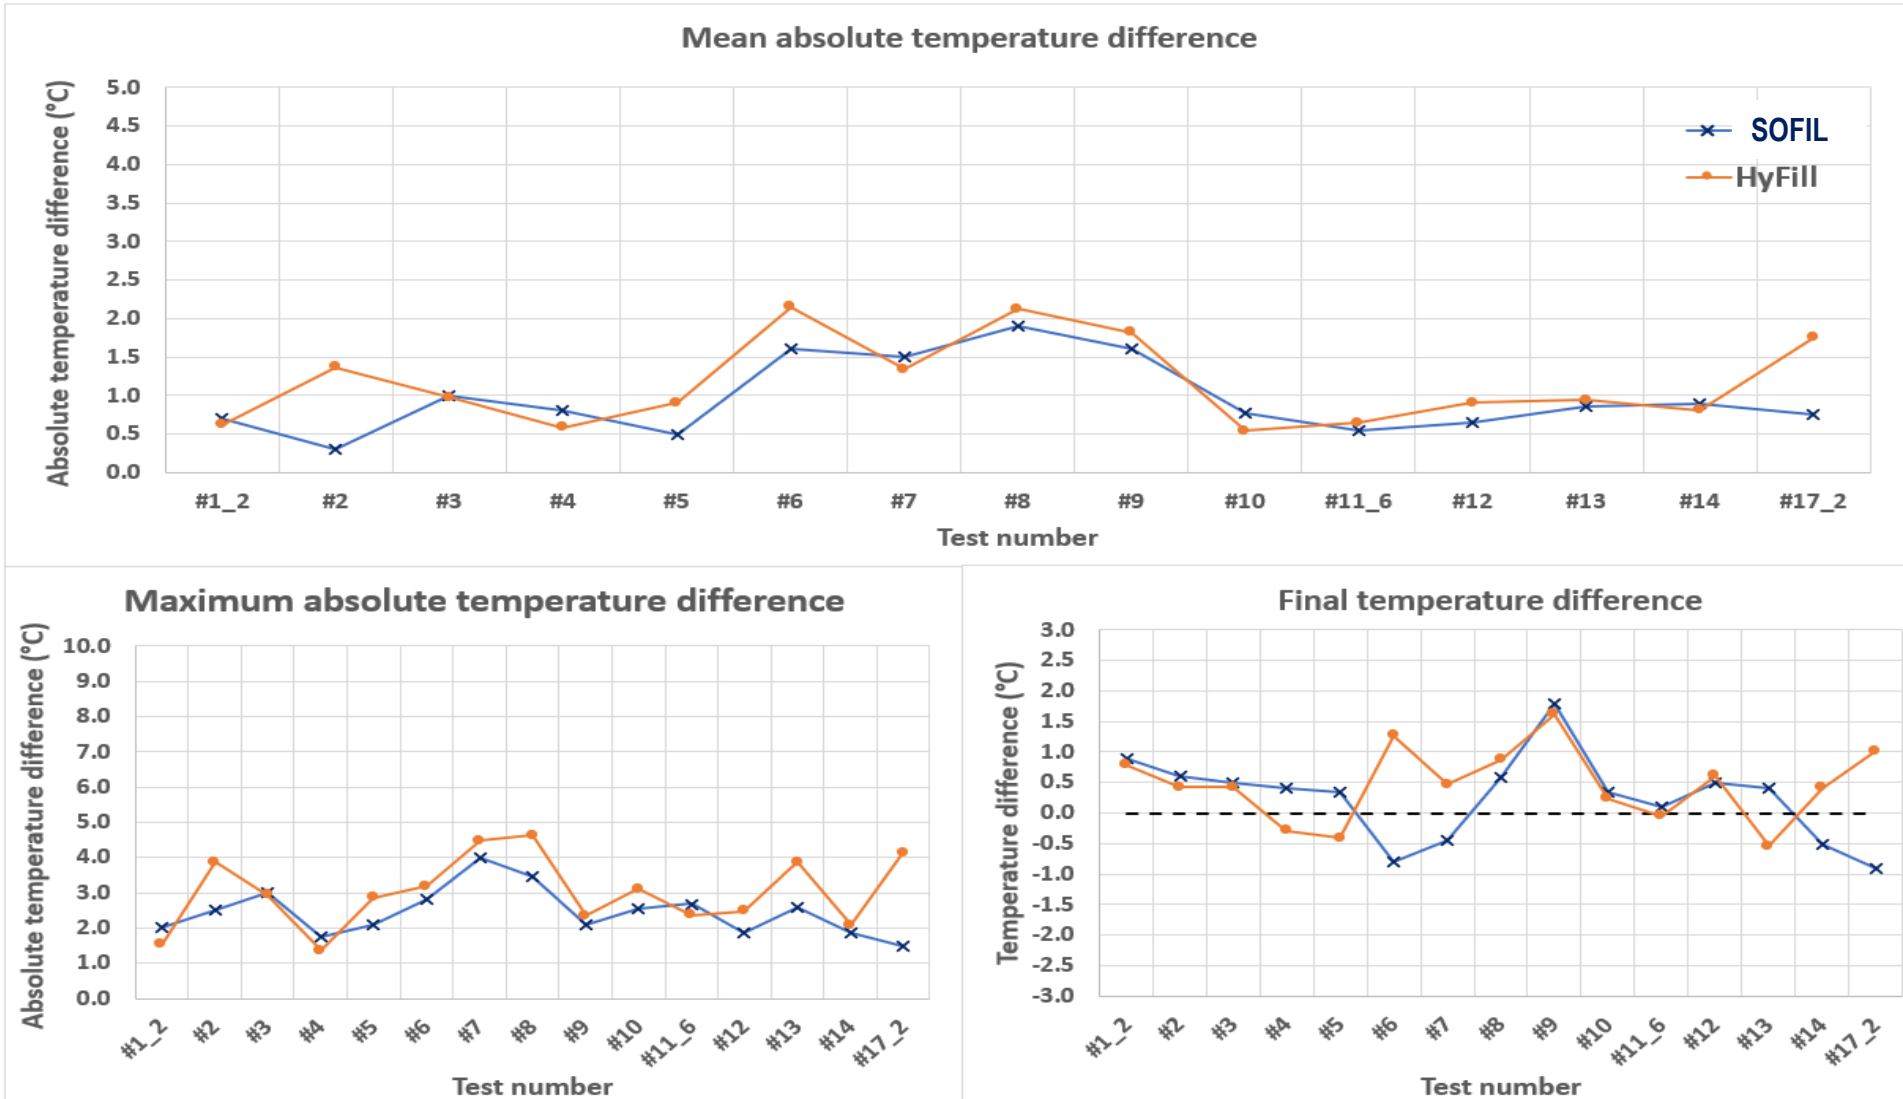 Mean absolute temperature difference
Absolute temperature difference (°C)
5.0
4.5
4.0
3.5
3.0
2.5
2.0
1.5
1.0
0.5
0.0
SOFIL
HyFill
#1_2 #2 #3 #4 #5 #6 #7 #8 #9 #10 #11_6 #12 #13 #14 #17_2
Test number
Maximum absolute temperature difference
Absolute temperature difference (°C)
10.0
9.0
8.0
7.0
6.0
5.0
4.0
3.0
2.0
1.0
0.0
#1_2 #2 #3 #4 #5 #6 #7 #8 #9 #10 #11_6 #12 #13 #14 #17_2
Test number
Final temperature difference
Temperature difference (°C)
3.0
2.5
2.0
1.5
1.0
0.5
0.0
-0.5
-1.0
-1.5
-2.0
-2.5
-3.0
#1_2 #2 #3 #4 #5 #6 #7 #8 #9 #10 #11_6 #12 #13 #14 #17_2
Test number